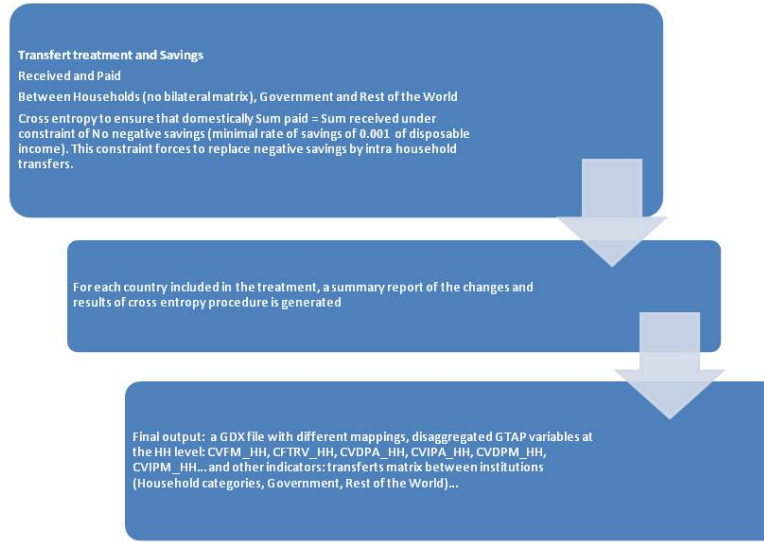 Transfert treatment and Savings
Received and Paid
Between Households (no bilateral matrix), Government and Rest of the World
Cross entropy to ensure that domestically Sum paid = Sum received under
constraint of No negative savings (minimal rate of savings of 0.001 of disposable
income). This constraint forces to replace negative savings by intra household
transfers.
For each country included in the treatment, a summary report of the changes and
results of cross entropy procedure is generated
Final output: a GDX file with different mappings, disaggregated GTAP variables at
the HH level: CVFM_HH, CFTRV_HH, CVDPA_HH, CVIPA_HH, CVDPM_HH,
CVIPM_HH... and other indicators: transferts matrix between institutions
(Household categories, Government, Rest of the World)...